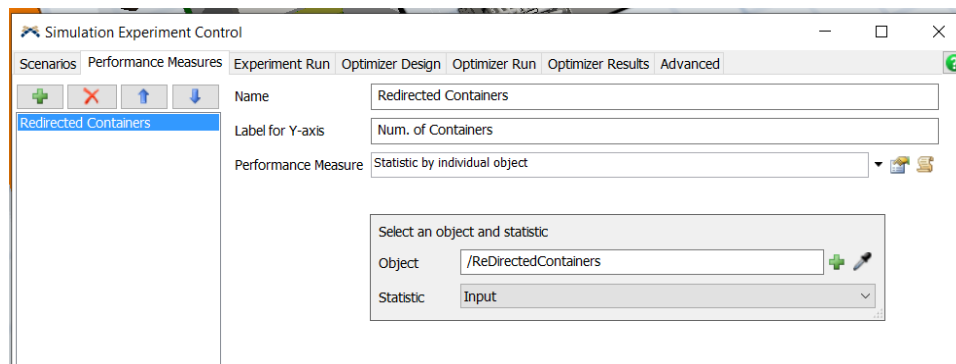 Simulation Experiment Control
Scenarios Performance Measures Experiment Run Optimizer Design Optimizer Run Optimizer Results Advanced
Name Redirected Containers
Redirected Containers
Label for Y-axis Num. of Containers
Performance Measure Statistic by individual object
Select an object and statistic
Object /ReDirectedContainers
Statistic Input